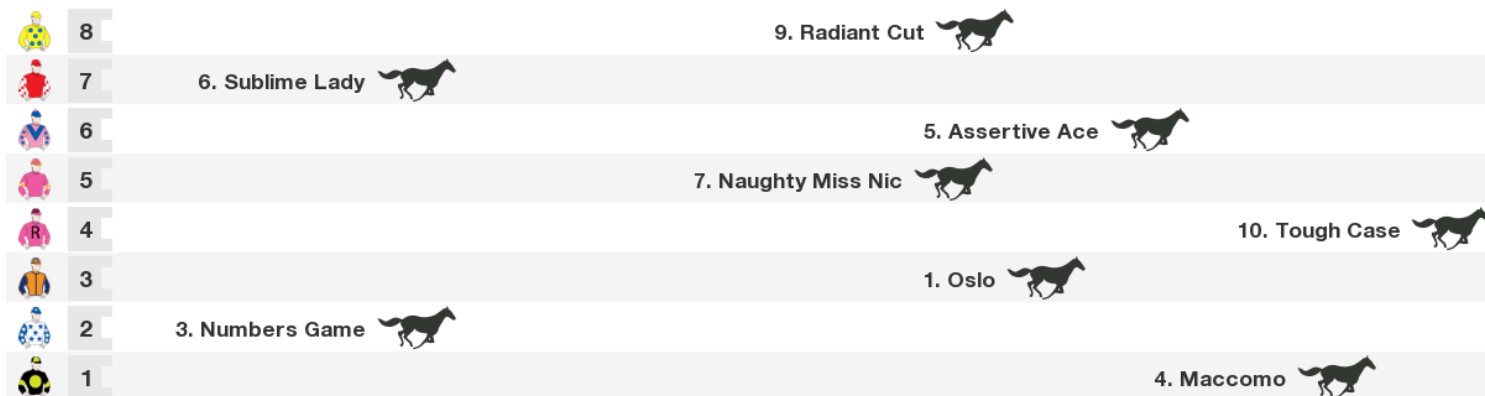 8 9. Radiant Cut
7 6. Sublime Lady
6 5. Assertive Ace
5 7. Naughty Miss Nic
R 4 10. Tough Case
3 1. Oslo
2 3. Numbers Game
1 4. Maccomo